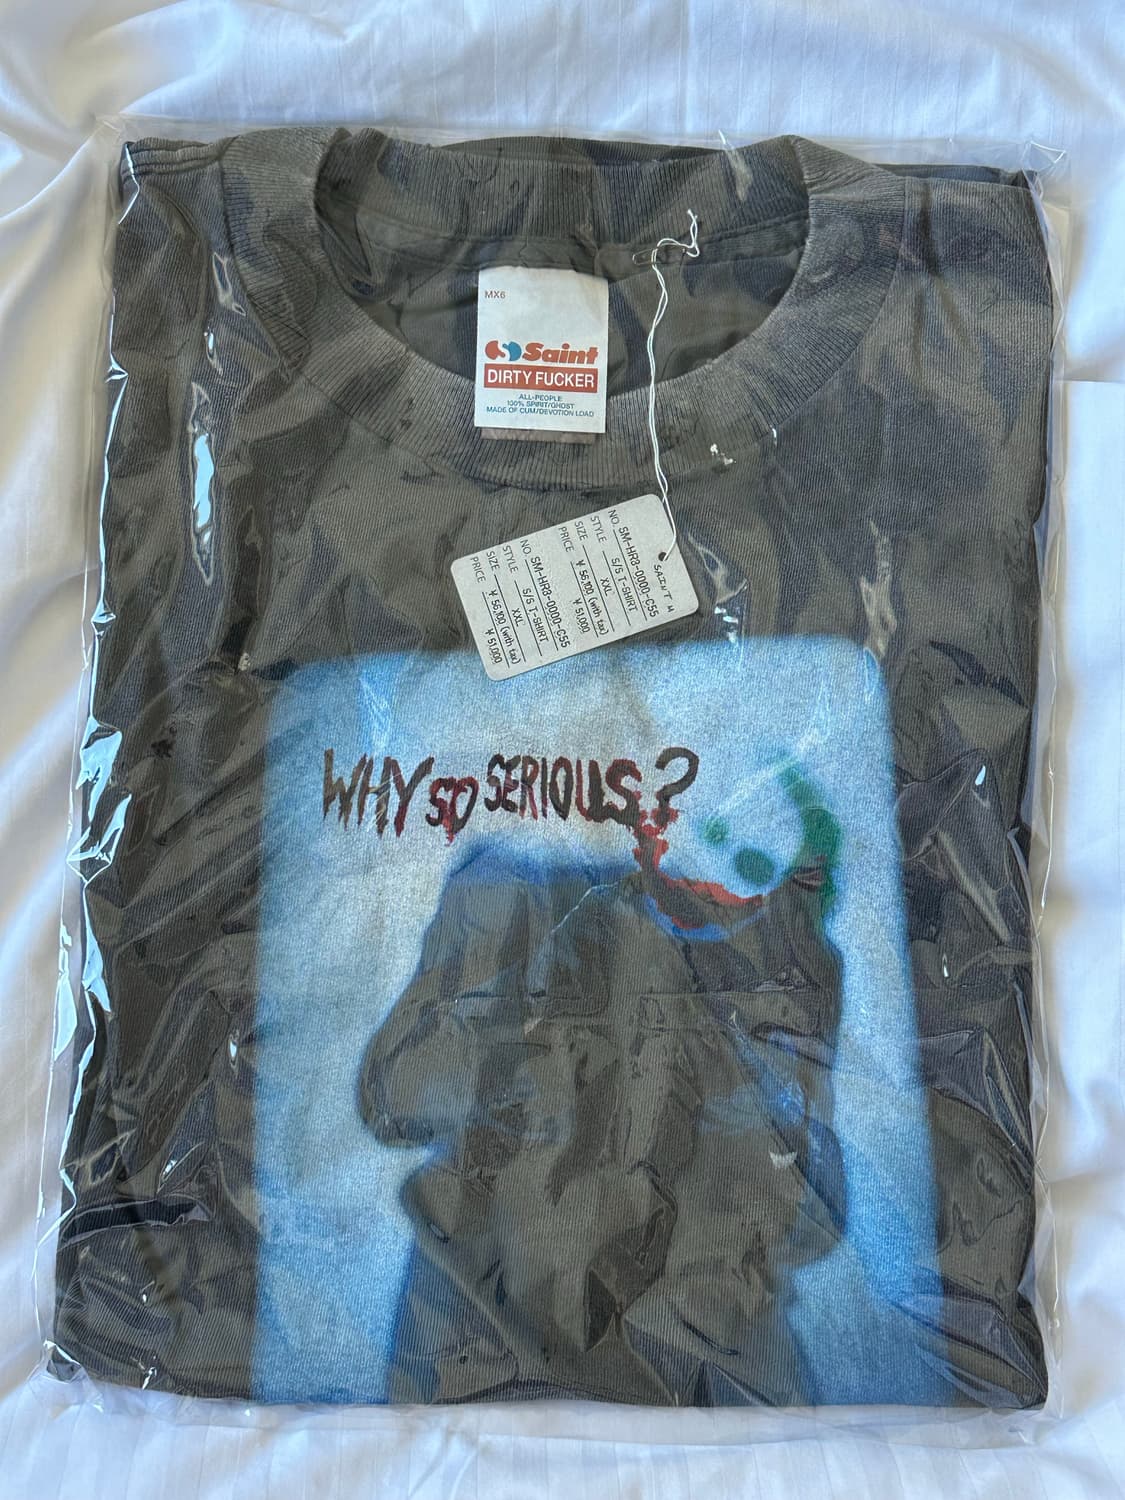 MX6
Saint
DIRTY FUCKER
ALL-PEOPLE
100% SPIRIT/GHOST
MADE OF CUM/DEVOTION LOAD
SAINT M
NO. SM-HR3-0000-C55
STYLE S/S T-SHIRT
SIZE XXL
PRICE ¥ 56,100 (with tax)
¥ 51,000
NO. SM-HR3-0000-C55
STYLE S/S T-SHIRT
SIZE XXL
PRICE ¥ 56,100 (with tax)
¥ 51,000
WHY SO SERIOUS?